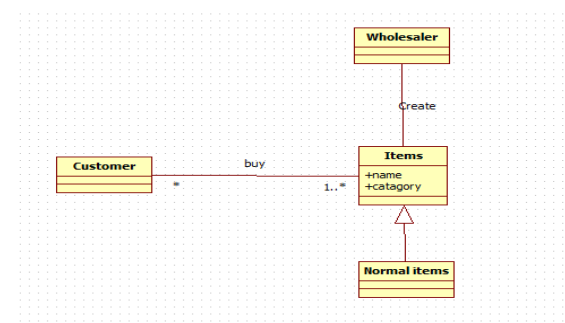 Wholesaler
Create
Items
+name
+catagory
Customer
buy
*
1..*
Normal items